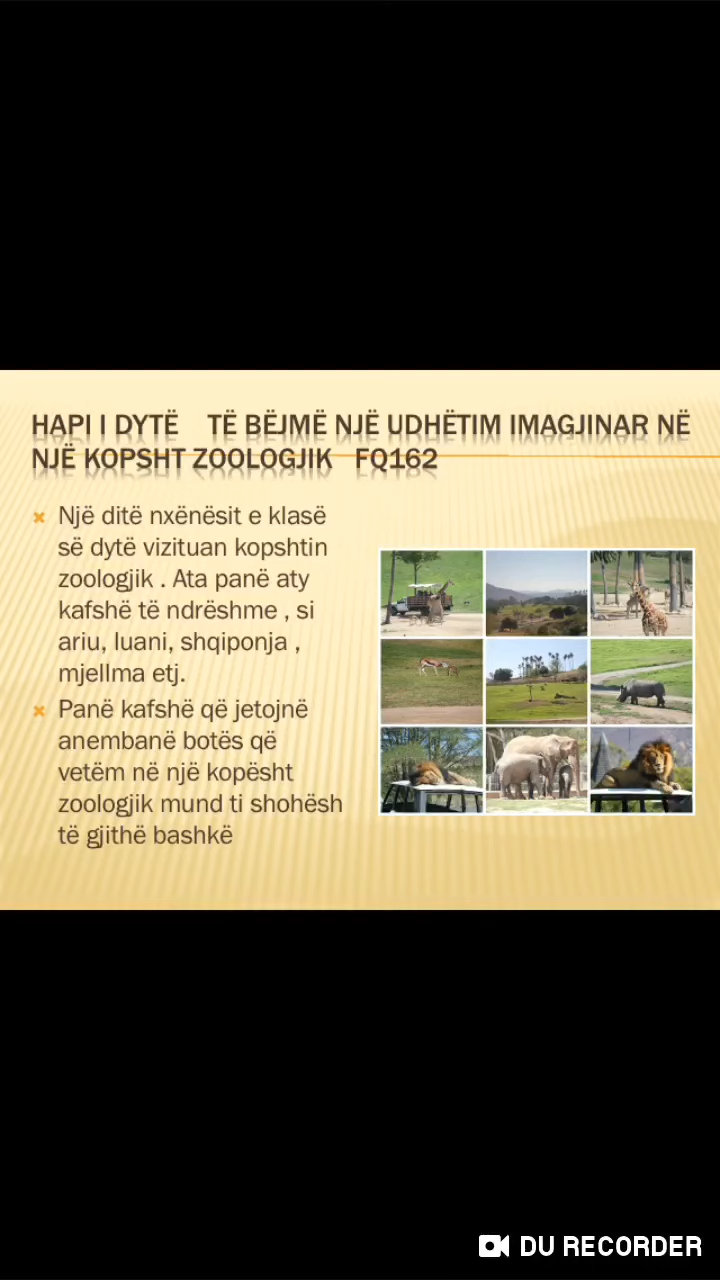 HAPI I DYTË TË BËJMË NJË UDHËTIM IMAGJINAR NË
NJË KOPSHT ZOOLOGJIK FQ162
Një ditë nxënësit e klasë
së dytë vizituan kopshtin
zoologjik . Ata panë aty
kafshë të ndrëshme , si
ariu, luani, shqiponja ,
mjellma etj.
Panë kafshë që jetojnë
anembanë botës që
vetëm në një kopësht
zoologjik mund ti shohësh
të gjithë bashkë
DU RECORDER